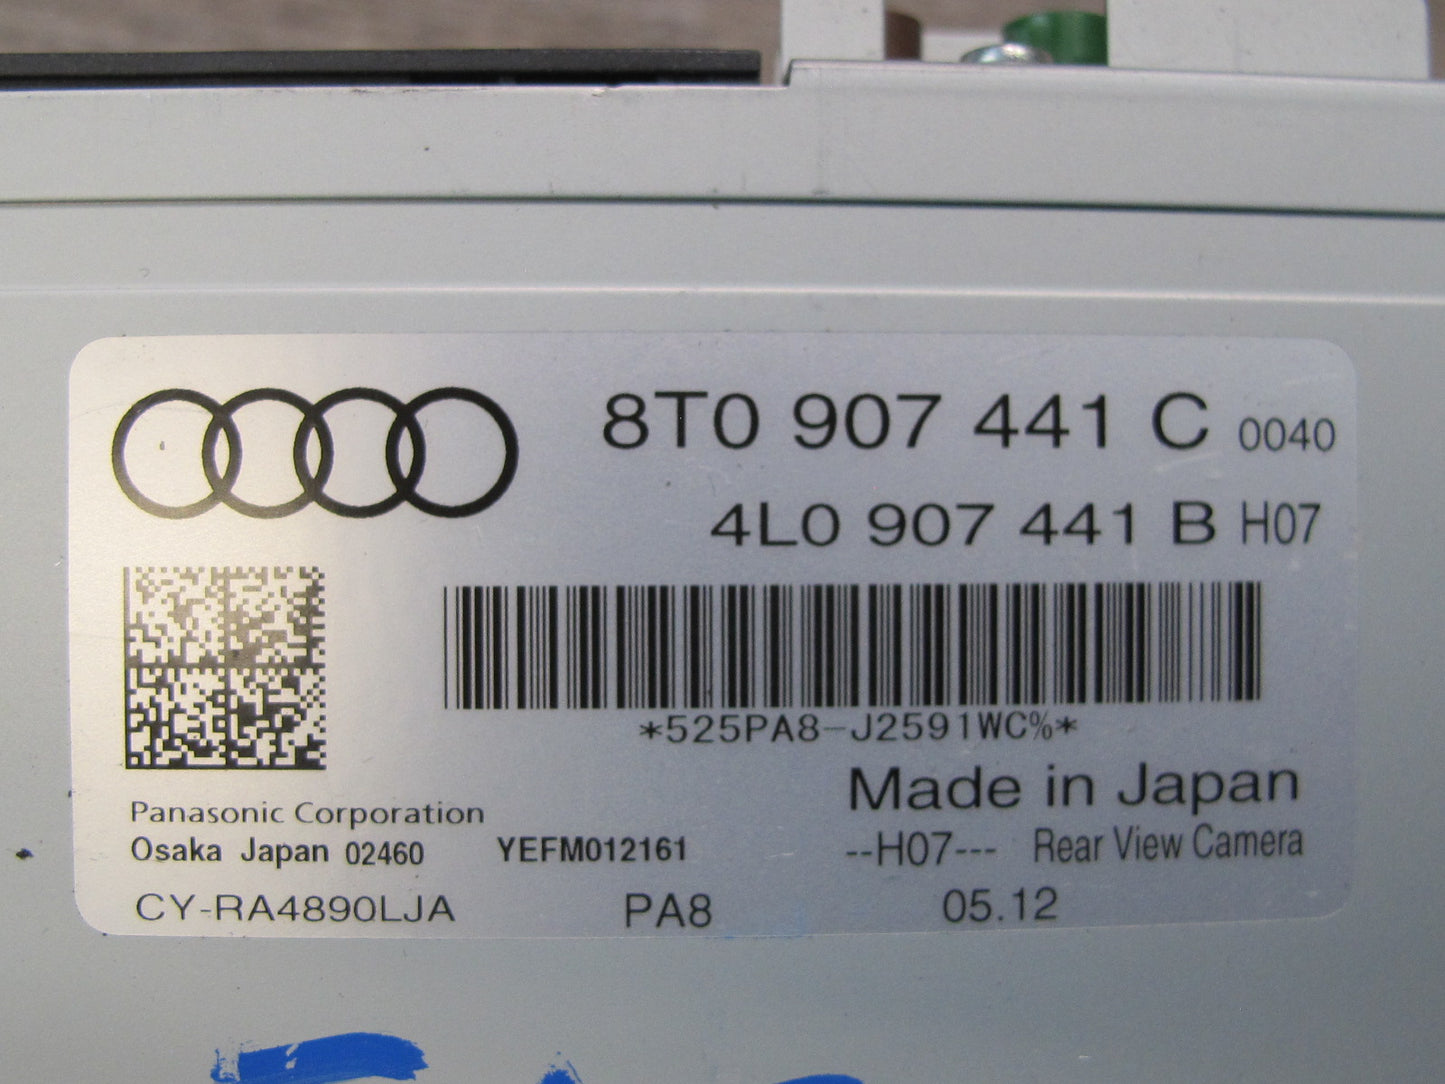 8T0 907 441 C 0040
4L0 907 441 B H07
*525PA8-J2591WC%*
Made in Japan
Panasonic Corporation
Osaka Japan 02460 YEFM012161 --H07--- Rear View Camera
CY-RA4890LJA PA8 05.12